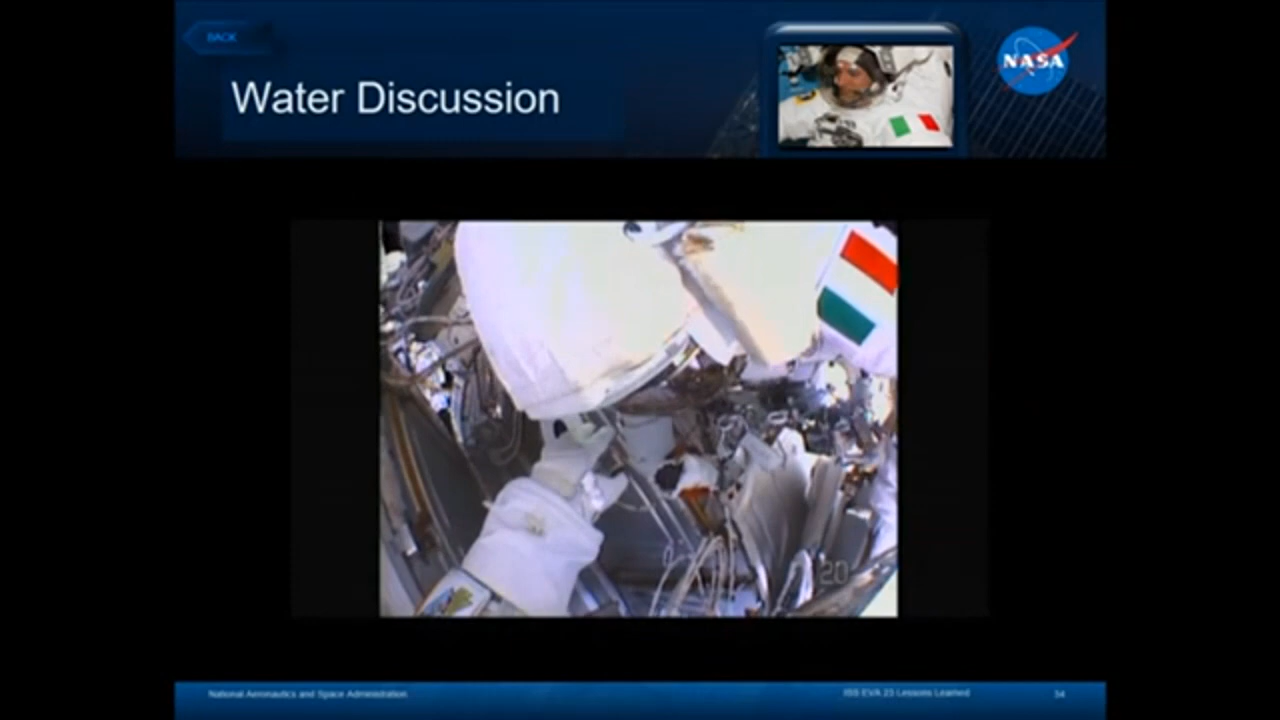 BACK
Water Discussion
NASA
20
National Aeronautics and Space Administration
ISS EVA 23 Lessons Learned
34